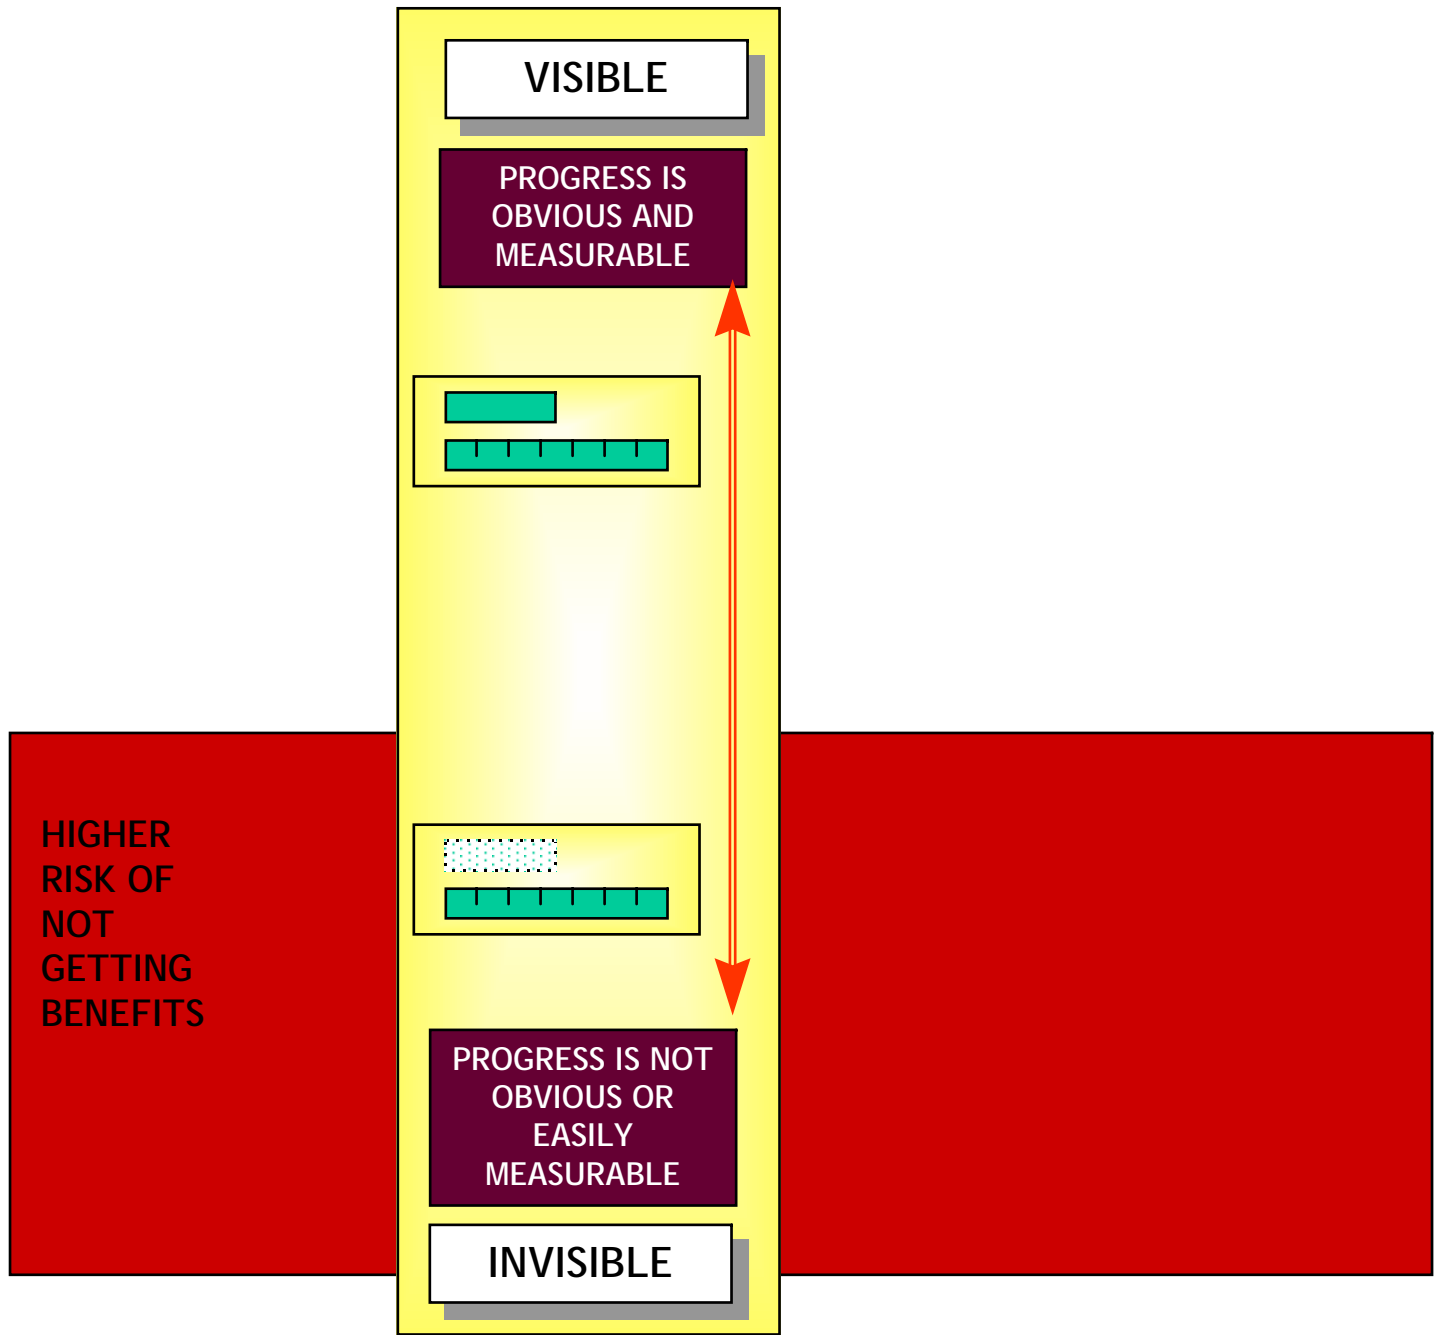 VISIBLE
PROGRESS IS
OBVIOUS AND
MEASURABLE
HIGHER
RISK OF
NOT
GETTING
BENEFITS
PROGRESS IS NOT
OBVIOUS OR
EASILY
MEASURABLE
INVISIBLE